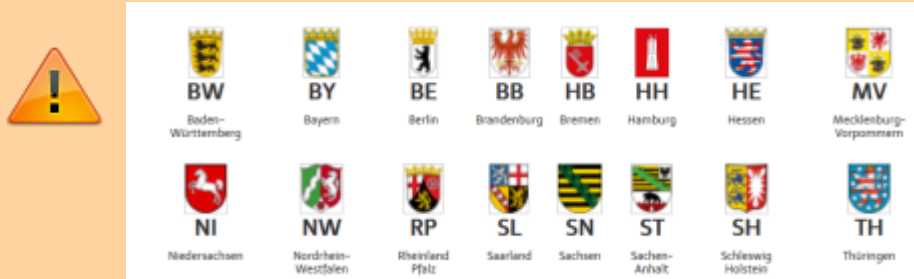 BW BY BE BB HB HH HE MV
Baden- Bayern Berlin Brandenburg Bremen Hamburg Hessen Mecklenburg-
Württemberg Vorpommern
NI NW RP SL SN ST SH TH
Niedersachsen Nordrhein- Rheinland Saarland Sachsen Sachen- Schleswig Thüringen
Westfalen Pfalz Anhalt Holstein